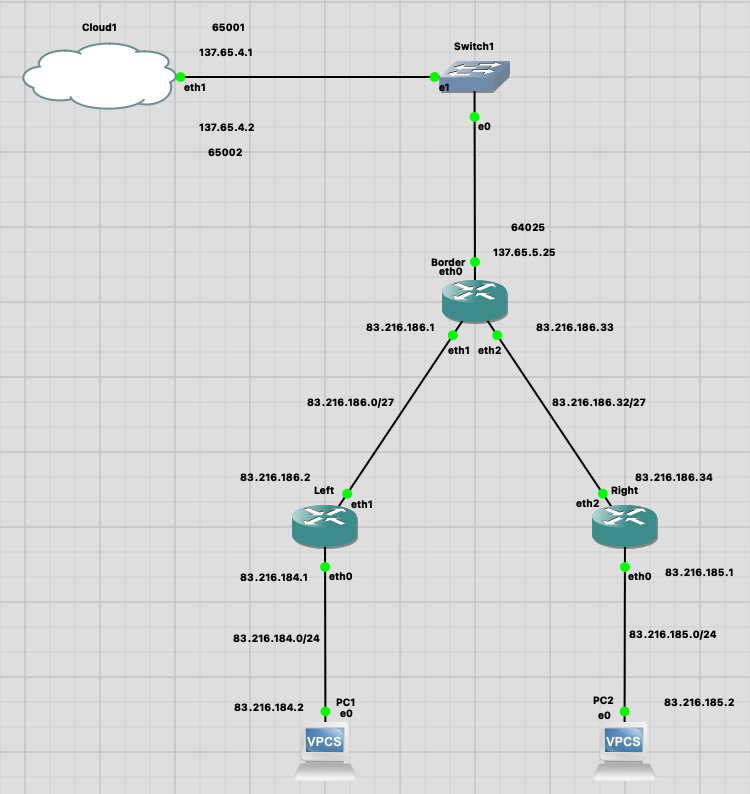 Cloud1
65001
137.65.4.1
Switch1
eth1
e1
137.65.4.2
65002
e0
64025
137.65.5.25
Border
eth0
83.216.186.1
83.216.186.33
eth1
eth2
83.216.186.0/27
83.216.186.32/27
83.216.186.2
83.216.186.34
Left
eth1
Right
eth2
83.216.184.1
eth0
eth0
83.216.185.1
83.216.184.0/24
83.216.185.0/24
83.216.184.2
PC1
e0
PC2
e0
83.216.185.2
VPCS
VPCS